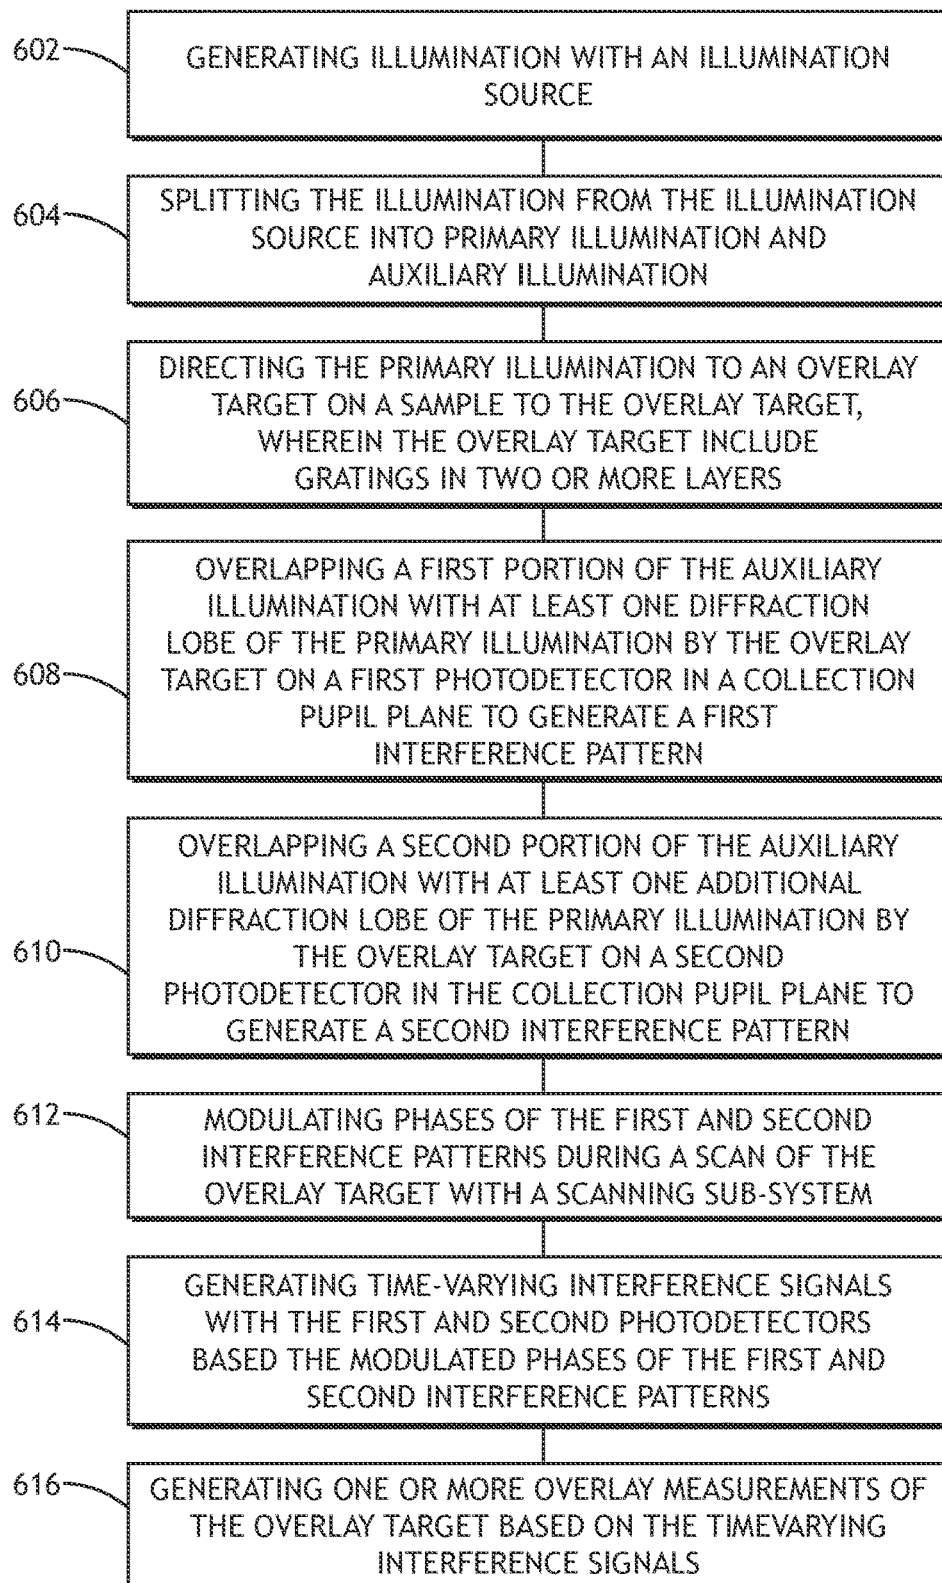 602
GENERATING ILLUMINATION WITH AN ILLUMINATION
SOURCE
604
SPLITTING THE ILLUMINATION FROM THE ILLUMINATION
SOURCE INTO PRIMARY ILLUMINATION AND
AUXILIARY ILLUMINATION
606
DIRECTING THE PRIMARY ILLUMINATION TO AN OVERLAY
TARGET ON A SAMPLE TO THE OVERLAY TARGET,
WHEREIN THE OVERLAY TARGET INCLUDE
GRATINGS IN TWO OR MORE LAYERS
608
OVERLAPPING A FIRST PORTION OF THE AUXILIARY
ILLUMINATION WITH AT LEAST ONE DIFFRACTION
LOBE OF THE PRIMARY ILLUMINATION BY THE OVERLAY
TARGET ON A FIRST PHOTODETECTOR IN A COLLECTION
PUPIL PLANE TO GENERATE A FIRST
INTERFERENCE PATTERN
610
OVERLAPPING A SECOND PORTION OF THE AUXILIARY
ILLUMINATION WITH AT LEAST ONE ADDITIONAL
DIFFRACTION LOBE OF THE PRIMARY ILLUMINATION BY
THE OVERLAY TARGET ON A SECOND
PHOTODETECTOR IN THE COLLECTION PUPIL PLANE TO
GENERATE A SECOND INTERFERENCE PATTERN
612
MODULATING PHASES OF THE FIRST AND SECOND
INTERFERENCE PATTERNS DURING A SCAN OF THE
OVERLAY TARGET WITH A SCANNING SUB-SYSTEM
614
GENERATING TIME-VARYING INTERFERENCE SIGNALS
WITH THE FIRST AND SECOND PHOTODETECTORS
BASED THE MODULATED PHASES OF THE FIRST AND
SECOND INTERFERENCE PATTERNS
616
GENERATING ONE OR MORE OVERLAY MEASUREMENTS OF
THE OVERLAY TARGET BASED ON THE TIMEVARYING
INTERFERENCE SIGNALS